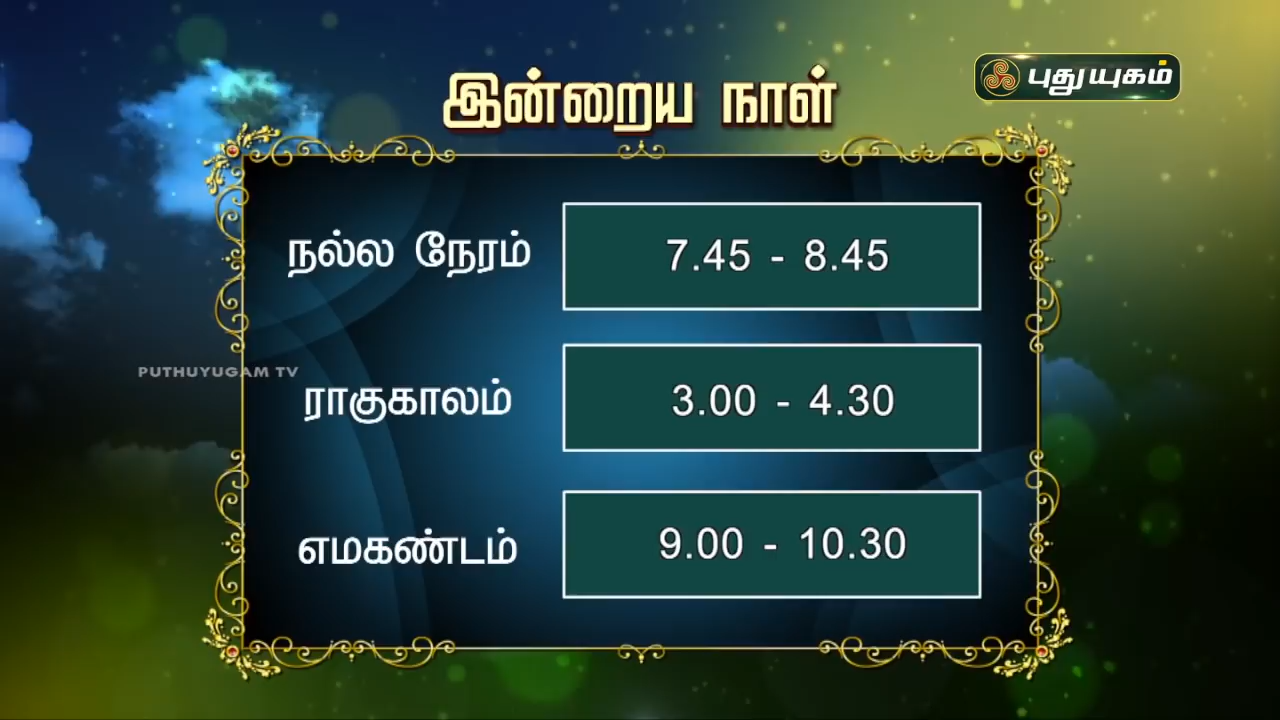 இன்றைய நாள்
புதுயுகம்
நல்ல நேரம்
7.45 - 8.45
PUTHUYUGAM TV
ராகுகாலம்
3.00 - 4.30
எமகண்டம்
9.00 - 10.30